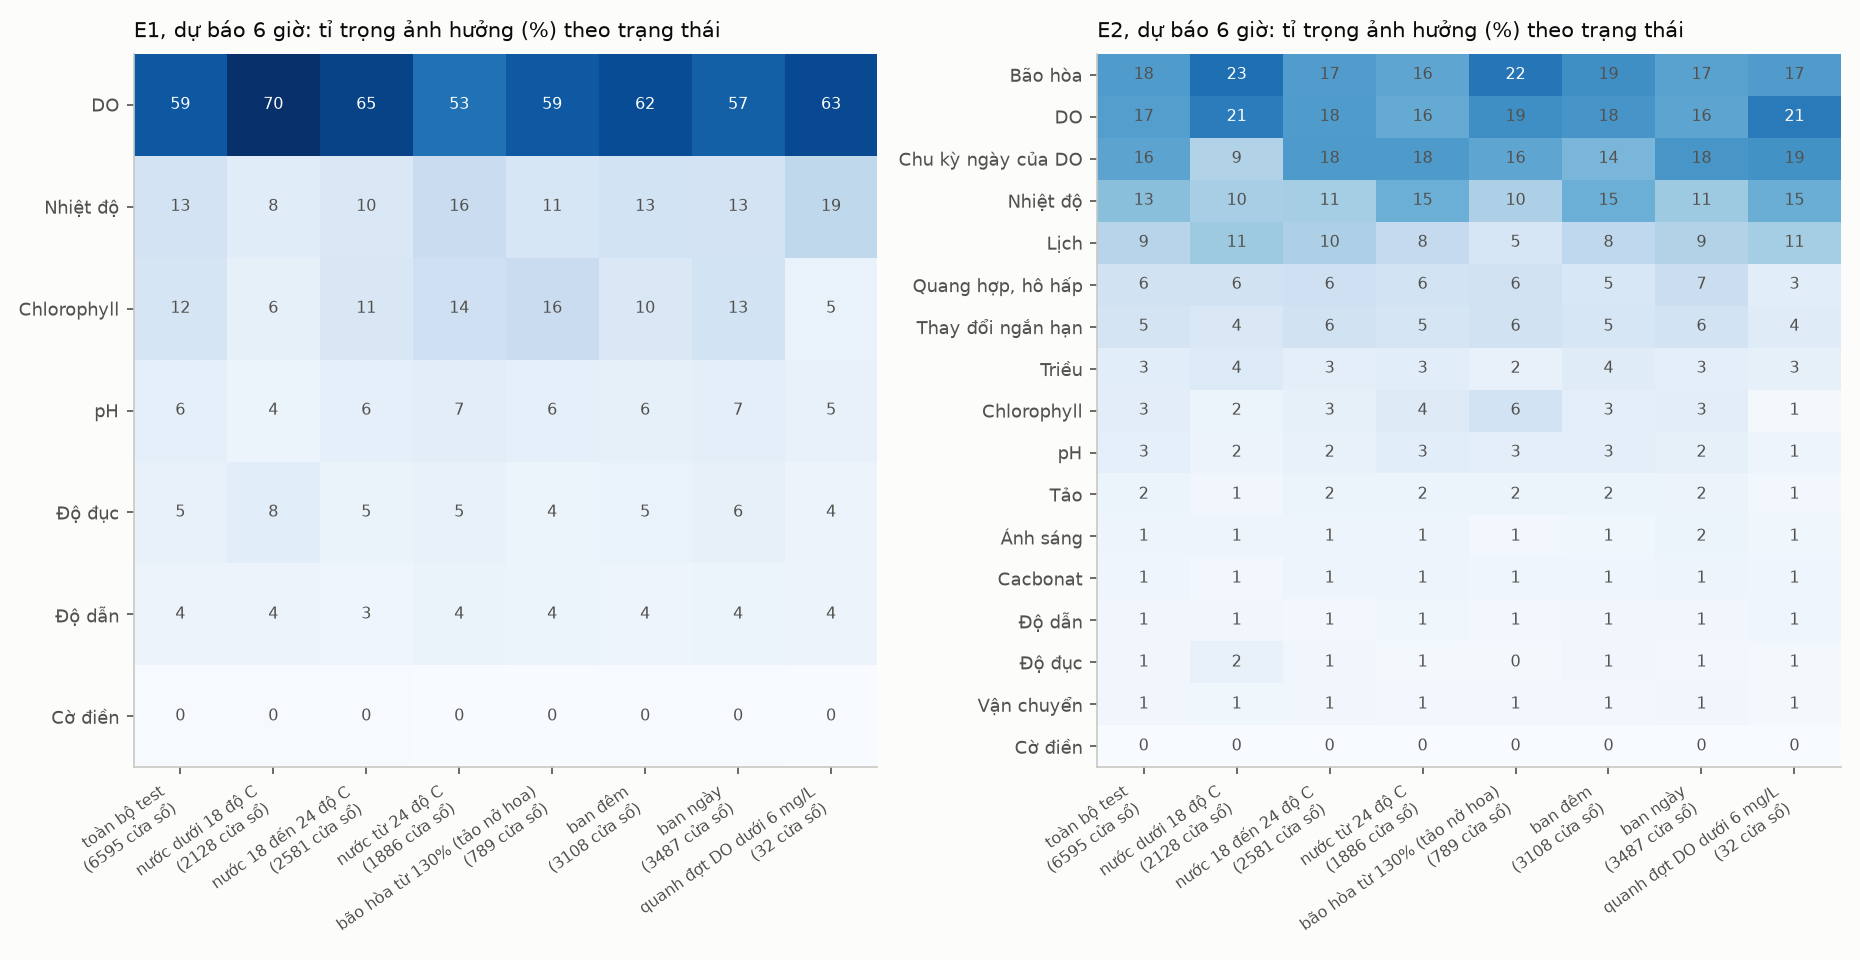 E1, dự báo 6 giờ: tỉ trọng ảnh hưởng (%) theo trạng thái
DO 59 70 65 53 59 62 57 63
Nhiệt độ 13 8 10 16 11 13 13 19
Chlorophyll 12 6 11 14 16 10 13 5
pH 6 4 6 7 6 6 7 5
Độ đục 5 8 5 5 4 5 6 4
Độ dẫn 4 4 3 4 4 4 4 4
Cờ điền 0 0 0 0 0 0 0 0
toàn bộ test
(6595 cửa sổ)
nước dưới 18 độ C
(2128 cửa sổ)
nước 18 đến 24 độ C
(2581 cửa sổ)
nước từ 24 độ C
(1886 cửa sổ)
bão hòa từ 130% (tảo nở hoa)
(789 cửa sổ)
ban đêm
(3108 cửa sổ)
ban ngày
(3487 cửa sổ)
quanh đợt DO dưới 6 mg/L
(32 cửa sổ)
E2, dự báo 6 giờ: tỉ trọng ảnh hưởng (%) theo trạng thái
Bão hòa 18 23 17 16 22 19 17 17
DO 17 21 18 16 19 18 16 21
Chu kỳ ngày của DO 16 9 18 18 16 14 18 19
Nhiệt độ 13 10 11 15 10 15 11 15
Lịch 9 11 10 8 5 8 9 11
Quang hợp, hô hấp 6 6 6 6 6 5 7 3
Thay đổi ngắn hạn 5 4 6 5 6 5 6 4
Triều 3 4 3 3 2 4 3 3
Chlorophyll 3 2 3 4 6 3 3 1
pH 3 2 2 3 3 3 2 1
Tảo 2 1 2 2 2 2 2 1
Ánh sáng 1 1 1 1 1 1 2 1
Cacbonat 1 1 1 1 1 1 1 1
Độ dẫn 1 1 1 1 1 1 1 1
Độ đục 1 2 1 1 0 1 1 1
Vận chuyển 1 1 1 1 1 1 1 1
Cờ điền 0 0 0 0 0 0 0 0
toàn bộ test
(6595 cửa sổ)
nước dưới 18 độ C
(2128 cửa sổ)
nước 18 đến 24 độ C
(2581 cửa sổ)
nước từ 24 độ C
(1886 cửa sổ)
bão hòa từ 130% (tảo nở hoa)
(789 cửa sổ)
ban đêm
(3108 cửa sổ)
ban ngày
(3487 cửa sổ)
quanh đợt DO dưới 6 mg/L
(32 cửa sổ)